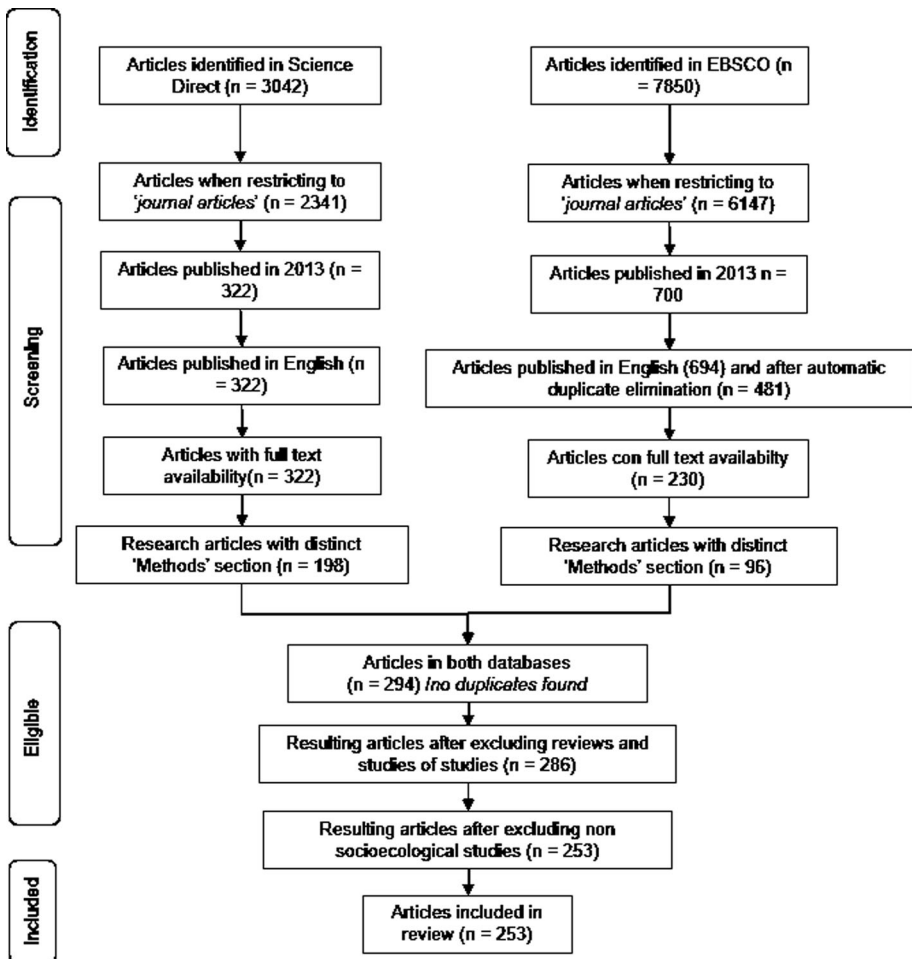 Identification
Articles identified in Science
Direct (n = 3042)
Articles identified in EBSCO (n
= 7850)
Screening
Articles when restricting to
'journal articles' (n = 2341)
Articles when restricting to
'journal articles' (n = 6147)
Articles published in 2013 (n =
322)
Articles published in 2013 n =
700
Articles published in English (n
= 322)
Articles published in English (694) and after automatic
duplicate elimination (n = 481)
Articles with full text
availability(n = 322)
Articles con full text availabilty
(n = 230)
Research articles with distinct
'Methods' section (n = 198)
Research articles with distinct
'Methods' section (n = 96)
Eligible
Articles in both databases
(n = 294) /no duplicates found
Resulting articles after excluding reviews and
studies of studies (n = 286)
Resulting articles after excluding non
socioecological studies (n = 253)
Included
Articles included in
review (n = 253)